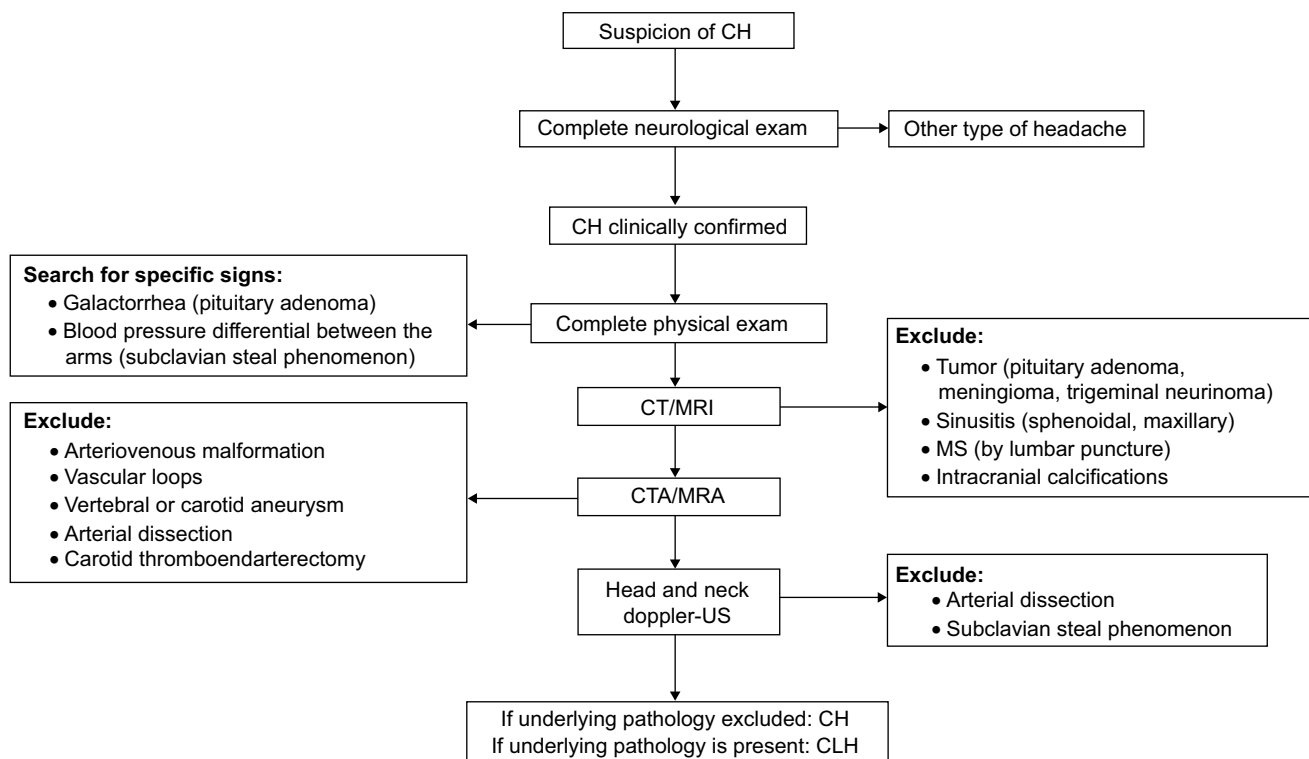 Suspicion of CH
Complete neurological exam
Other type of headache
CH clinically confirmed
Search for specific signs:
• Galactorrhea (pituitary adenoma)
• Blood pressure differential between the
arms (subclavian steal phenomenon)
Complete physical exam
Exclude:
• Tumor (pituitary adenoma,
meningioma, trigeminal neurinoma)
• Sinusitis (sphenoidal, maxillary)
• MS (by lumbar puncture)
• Intracranial calcifications
CT/MRI
Exclude:
• Arteriovenous malformation
• Vascular loops
• Vertebral or carotid aneurysm
• Arterial dissection
• Carotid thromboendarterectomy
CTA/MRA
Head and neck
doppler-US
Exclude:
• Arterial dissection
• Subclavian steal phenomenon
If underlying pathology excluded: CH
If underlying pathology is present: CLH